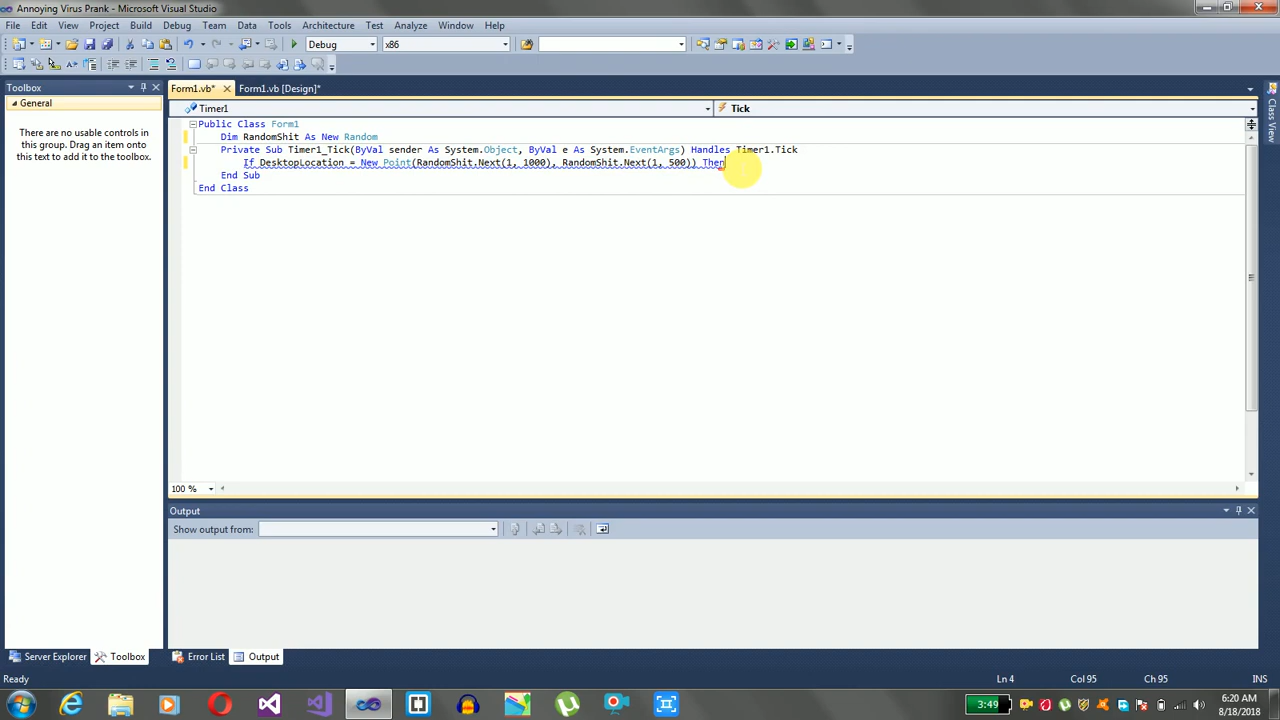 Annoying Virus Prank - Microsoft Visual Studio
File Edit View Project Build Debug Team Data Tools Architecture Test Analyze Window Help
Debug x86
Toolbox
General
There are no usable controls in
this group. Drag an item onto
this text to add it to the toolbox.
Form1.vb* Form1.vb [Design]*
Timer1 Tick
Public Class Form1
Dim RandomShit As New Random
Private Sub Timer1_Tick(ByVal sender As System.Object, ByVal e As System.EventArgs) Handles Timer1.Tick
If DesktopLocation = New Point(RandomShit.Next(1, 1000), RandomShit.Next(1, 500)) Then
End Sub
End Class
100 %
Output
Show output from:
Server Explorer Toolbox Error List Output
Class View
Ready Ln 4 Col 95 Ch 95 INS
3:49
6:20 AM
8/18/2018